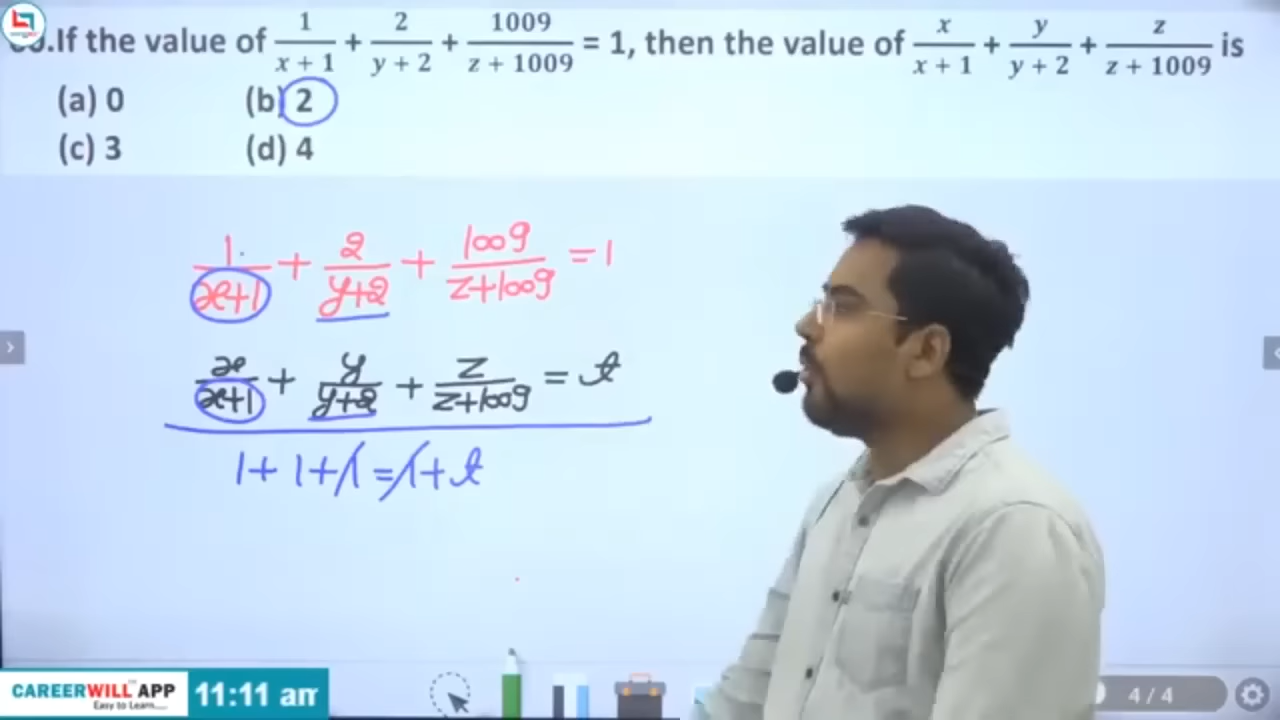 .If the value of 1/(x + 1) + 2/(y + 2) + 1009/(z + 1009) = 1, then the value of x/(x + 1) + y/(y + 2) + z/(z + 1009) is
(a) 0 (b) 2
(c) 3 (d) 4
1/(x+1) + 2/(y+2) + 1009/(z+1009) = 1
x/(x+1) + y/(y+2) + z/(z+1009) = t
1 + 1 + 1 = 1 + t
CAREERWILL APP
Easy to Learn.....
11:11 am
4 / 4